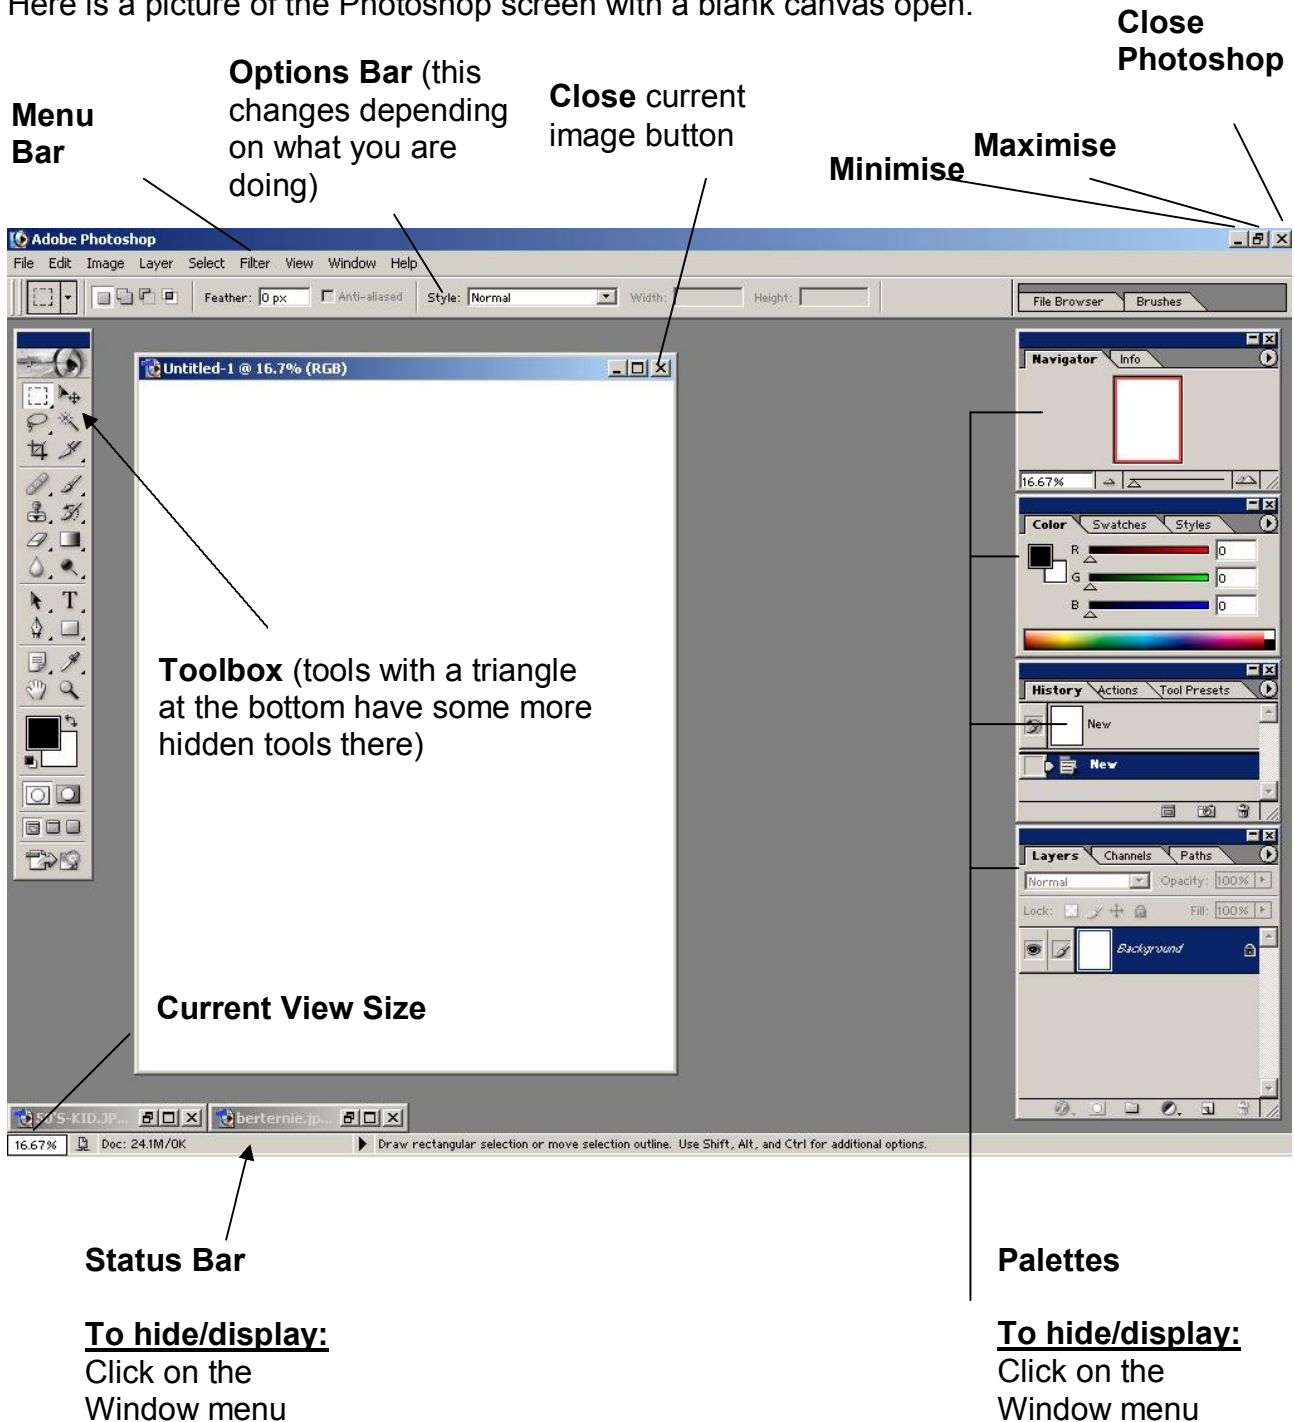 Here is a picture of the Photoshop screen with a blank canvas open.
Close
Photoshop
Options Bar (this
changes depending
on what you are
doing)
Close current
image button
Menu
Bar
Maximise
Minimise
Adobe Photoshop
File Edit Image Layer Select Filter View Window Help
Feather: 0 px Anti-aliased Style: Normal Width: Height: File Browser Brushes
Untitled-1 @ 16.7% (RGB)
Navigator Info
16.67%
Color Swatches Styles
R 0
G 0
B 0
T
Toolbox (tools with a triangle
at the bottom have some more
hidden tools there)
History Actions Tool Presets
New
New
Layers Channels Paths
Normal Opacity: 100%
Lock: Fill: 100%
Background
Current View Size
50'S-KID.JP... berternie.jp...
16.67% Doc: 24.1M/0K Draw rectangular selection or move selection outline. Use Shift, Alt, and Ctrl for additional options.
Status Bar
To hide/display:
Click on the
Window menu
Palettes
To hide/display:
Click on the
Window menu